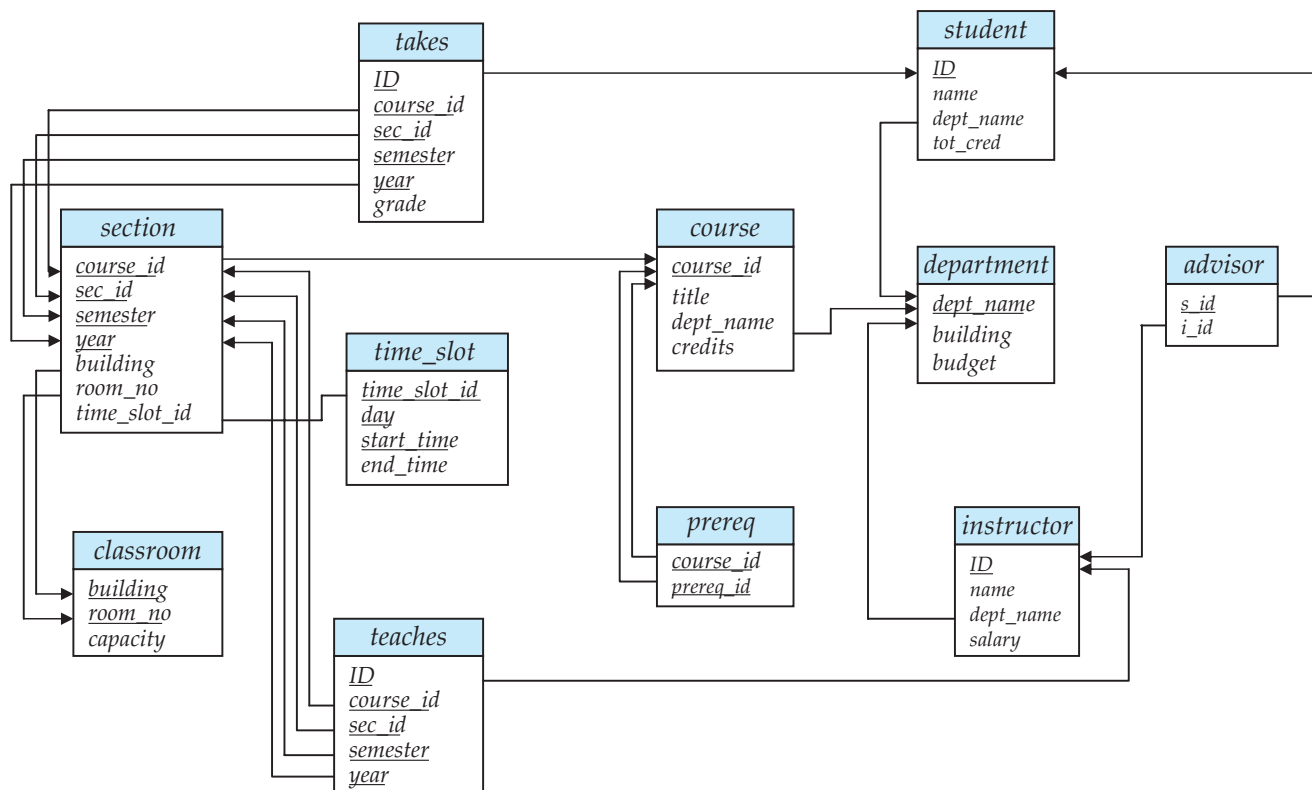 takes
ID
course_id
sec_id
semester
year
grade
student
ID
name
dept_name
tot_cred
section
course_id
sec_id
semester
year
building
room_no
time_slot_id
course
course_id
title
dept_name
credits
department
dept_name
building
budget
advisor
s_id
i_id
time_slot
time_slot_id
day
start_time
end_time
classroom
building
room_no
capacity
prereq
course_id
prereq_id
instructor
ID
name
dept_name
salary
teaches
ID
course_id
sec_id
semester
year